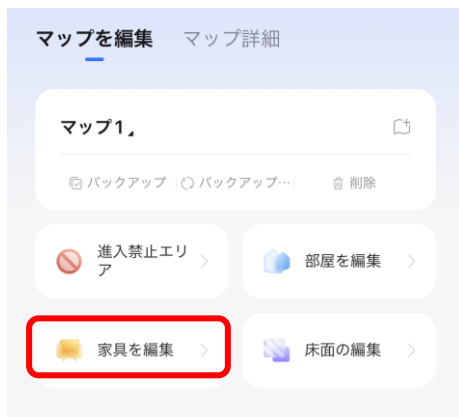 マップを編集 マップ詳細
マップ1
バックアップ バックアップ… 削除
進入禁止エリ
ア
部屋を編集
家具を編集 床面の編集